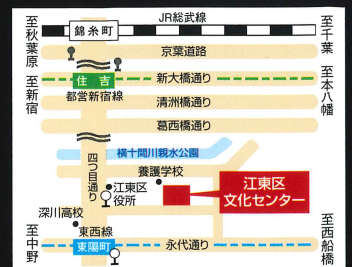 JR総武線
至秋葉原
錦糸町
至千葉
京葉道路
至新宿
住吉
新大橋通り
至本八幡
都営新宿線
清洲橋通り
葛西橋通り
四つ目通り
横十間川親水公園
養護学校
江東区役所
江東区
文化センター
深川高校
東西線
至中野
東陽町
永代通り
至西船橋